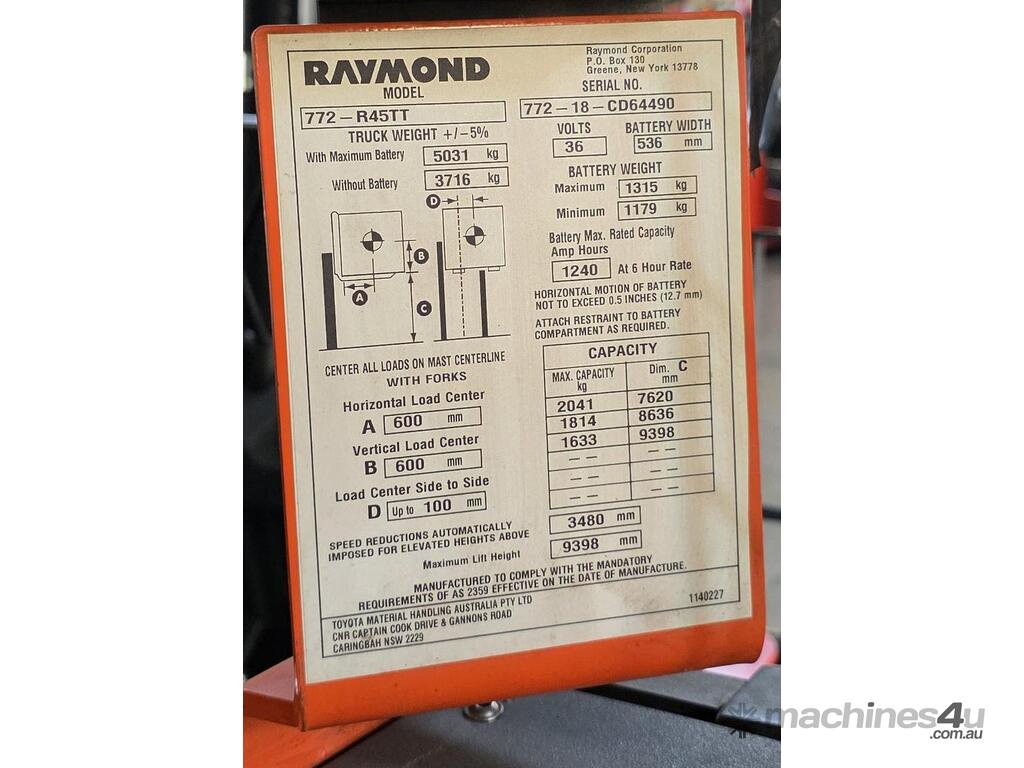 RAYMOND
MODEL
772-R45TT
Raymond Corporation
P.O. Box 130
Greene, New York 13778
SERIAL NO.
772-18-CD64490
TRUCK WEIGHT +/-5%
With Maximum Battery 5031 kg
Without Battery 3716 kg
VOLTS
36
BATTERY WIDTH
536 mm
BATTERY WEIGHT
Maximum 1315 kg
Minimum 1179 kg
Battery Max. Rated Capacity
Amp Hours
1240 At 6 Hour Rate
HORIZONTAL MOTION OF BATTERY
NOT TO EXCEED 0.5 INCHES (12.7 mm)
ATTACH RESTRAINT TO BATTERY
COMPARTMENT AS REQUIRED.
D
B
A
C
CENTER ALL LOADS ON MAST CENTERLINE
WITH FORKS
Horizontal Load Center
A 600 mm
Vertical Load Center
B 600 mm
Load Center Side to Side
D Up to 100 mm
CAPACITY
MAX. CAPACITY kg
Dim. C mm
2041 7620
1814 8636
1633 9398
-- --
-- --
-- --
SPEED REDUCTIONS AUTOMATICALLY
IMPOSED FOR ELEVATED HEIGHTS ABOVE 3480 mm
Maximum Lift Height 9398 mm
MANUFACTURED TO COMPLY WITH THE MANDATORY
REQUIREMENTS OF AS 2359 EFFECTIVE ON THE DATE OF MANUFACTURE.
TOYOTA MATERIAL HANDLING AUSTRALIA PTY LTD
CNR CAPTAIN COOK DRIVE & GANNONS ROAD
CARINGBAH NSW 2229
1140227
machines4u
.com.au